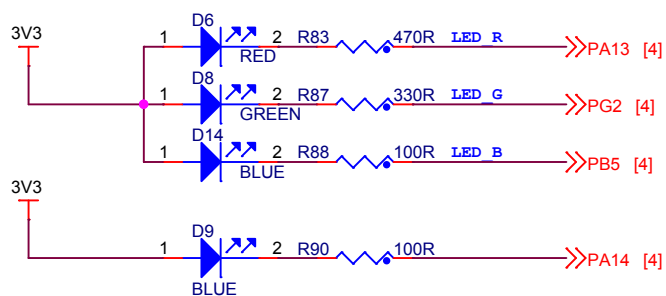 3V3
D6
1 2 R83 470R LED_R PA13 [4]
RED
D8
1 2 R87 330R LED_G PG2 [4]
GREEN
D14
1 2 R88 100R LED_B PB5 [4]
BLUE
3V3
D9
1 2 R90 100R PA14 [4]
BLUE